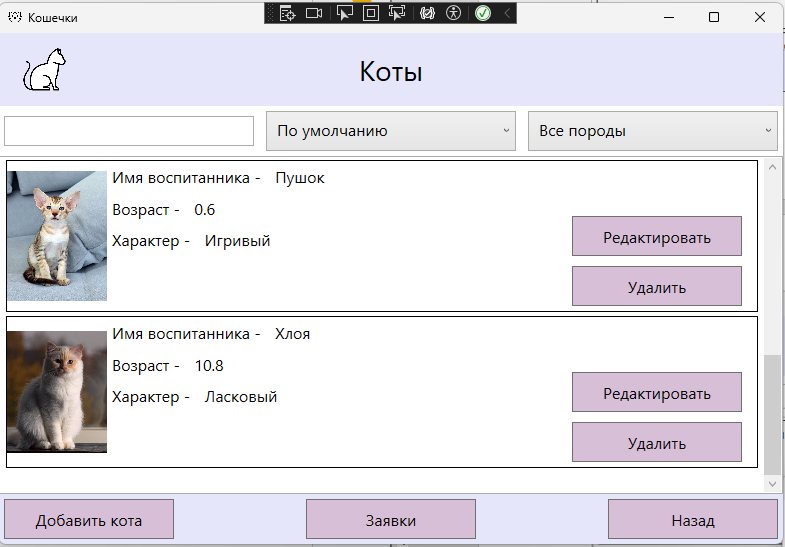 Кошечки
Коты
По умолчанию
Все породы
Имя воспитанника - Пушок
Возраст - 0.6
Характер - Игривый
Редактировать
Удалить
Имя воспитанника - Хлоя
Возраст - 10.8
Характер - Ласковый
Редактировать
Удалить
Добавить кота
Заявки
Назад